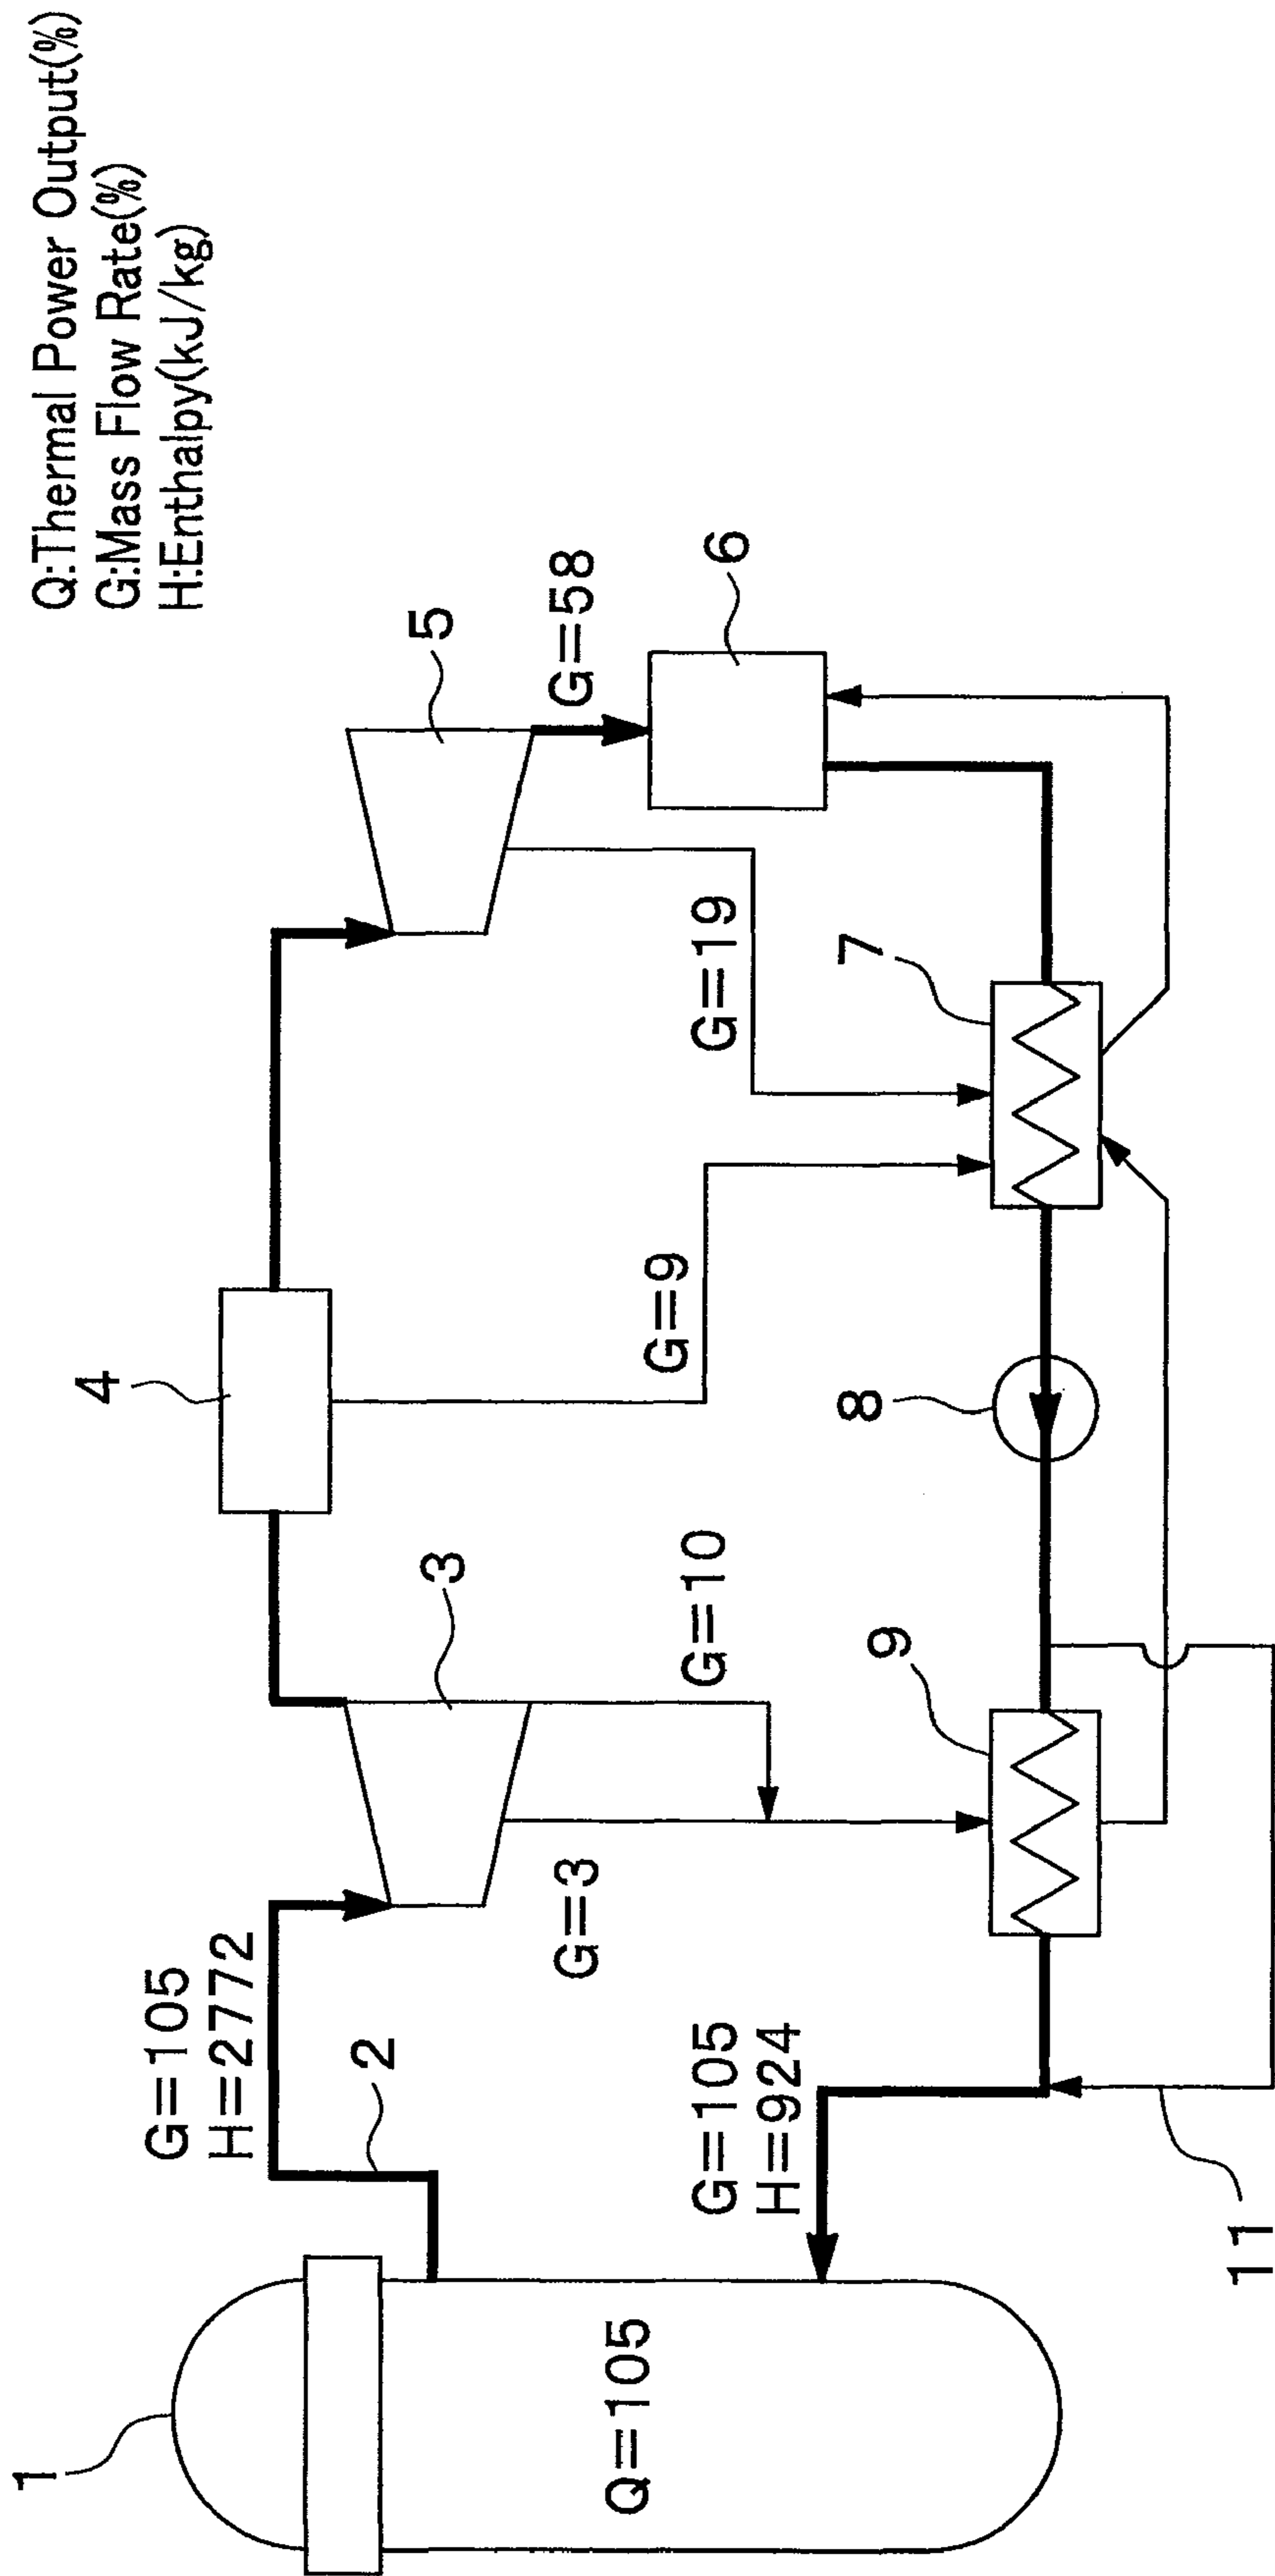 Q:Thermal Power Output(%)
G:Mass Flow Rate(%)
H:Enthalpy(kJ/kg)
1
Q=105
2
G=105
H=2772
3
G=3
G=10
4
G=9
5
G=19
G=58
6
7
8
9
G=105
H=924
11